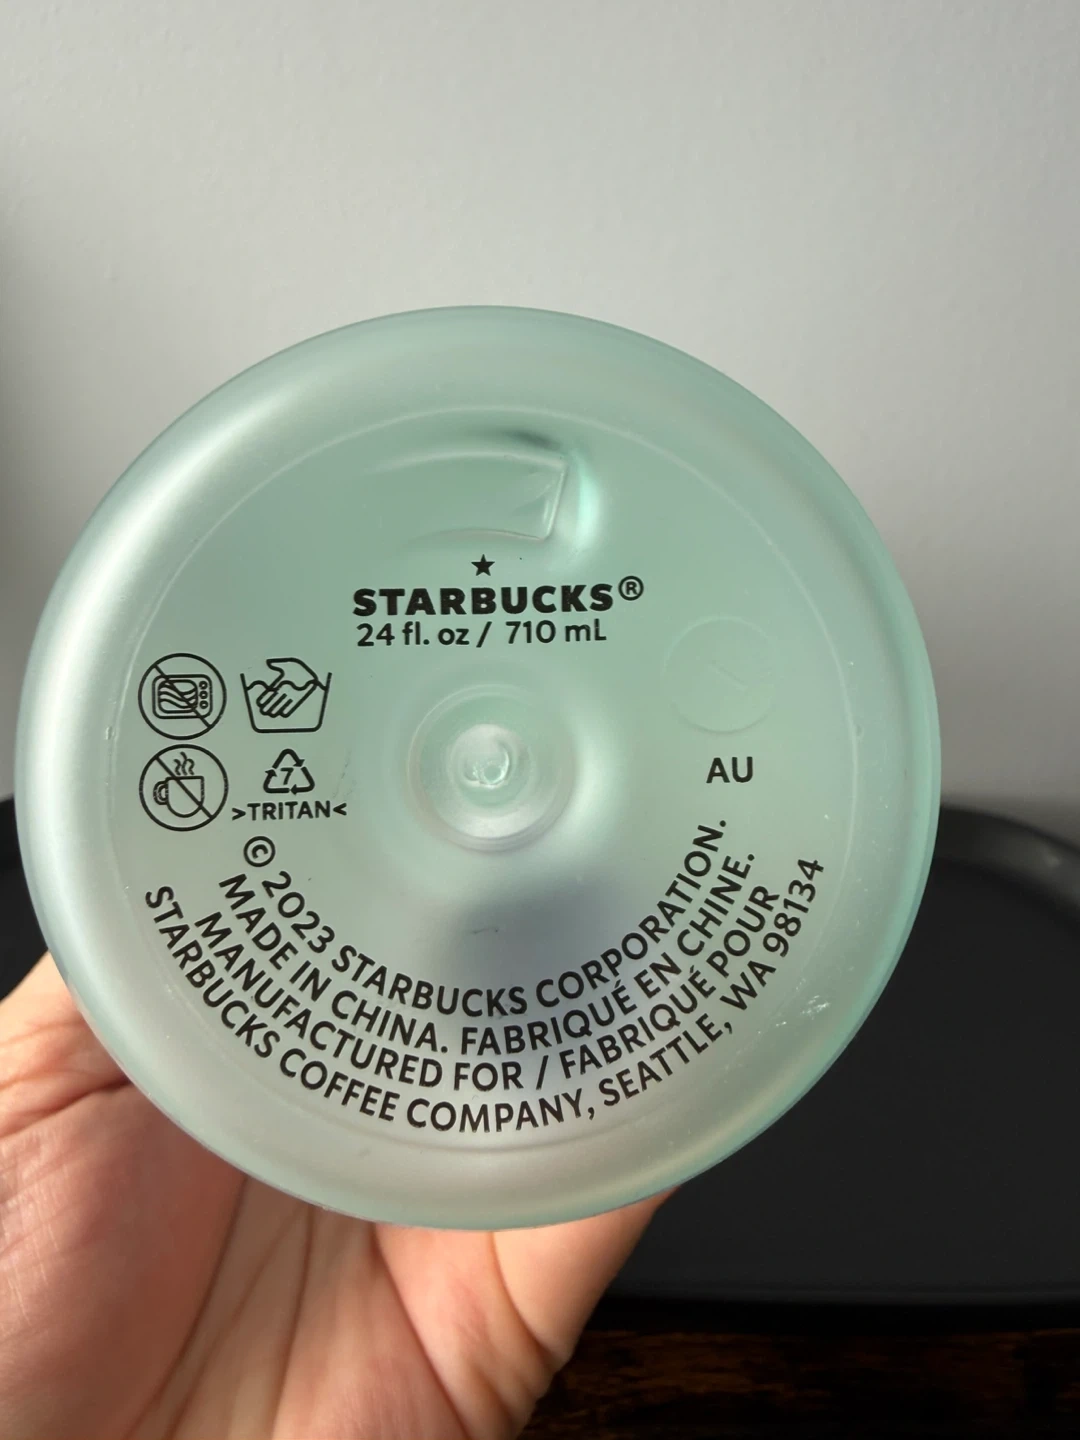 STARBUCKS®
24 fl. oz / 710 mL
7
>TRITAN<
AU
© 2023 STARBUCKS CORPORATION.
MADE IN CHINA. FABRIQUÉ EN CHINE.
MANUFACTURED FOR / FABRIQUÉ POUR
STARBUCKS COFFEE COMPANY, SEATTLE, WA 98134